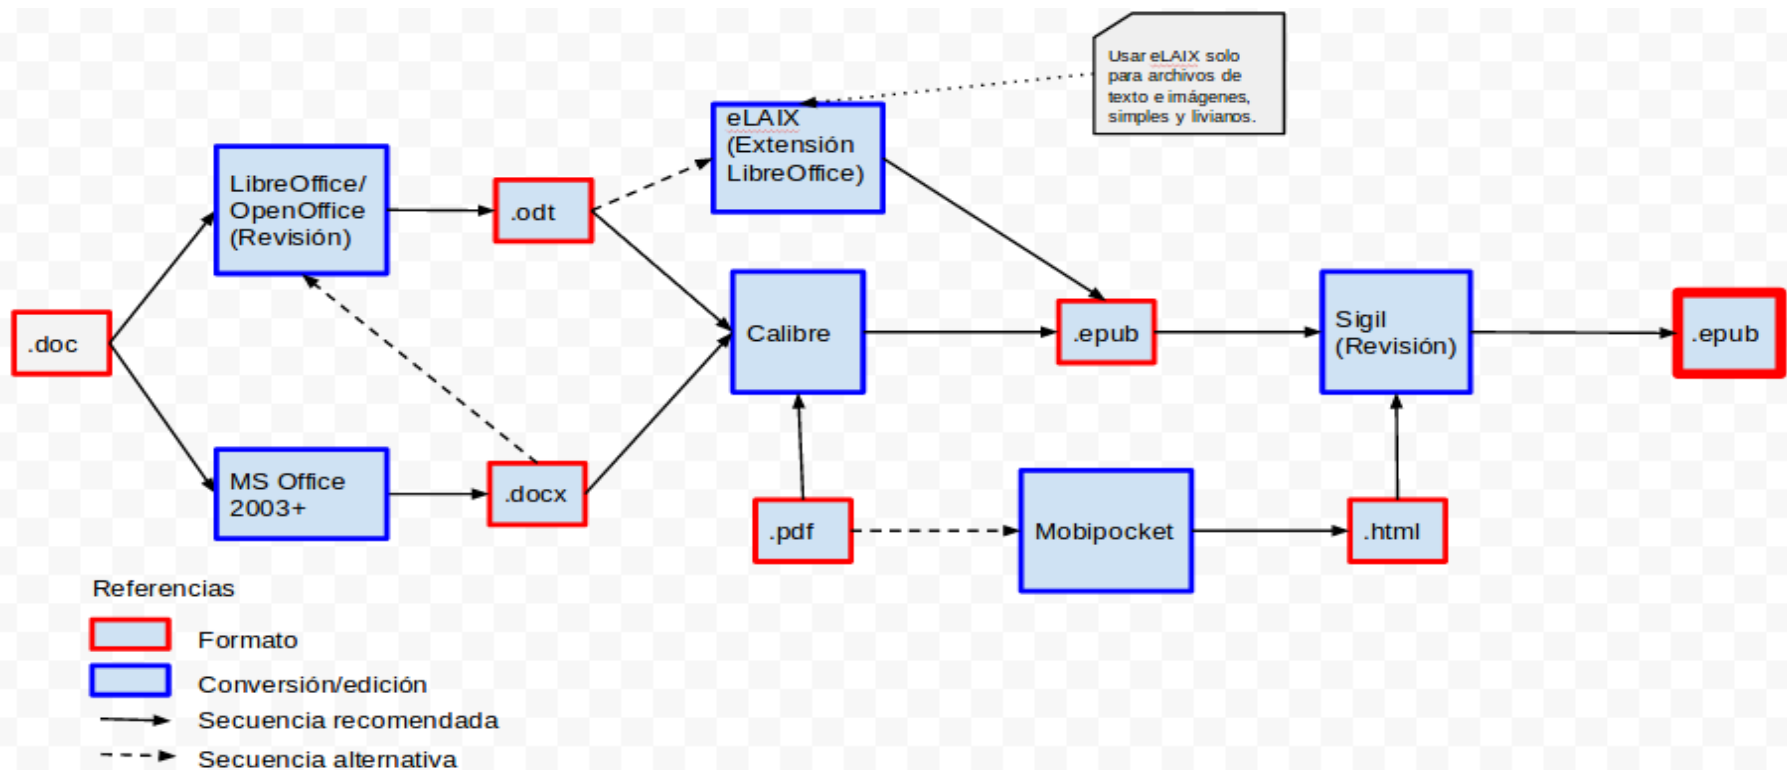 Usar eLAIX solo
para archivos de
texto e imágenes,
simples y livianos.
eLAIX
(Extensión
LibreOffice)
LibreOffice/
OpenOffice
(Revisión)
.odt
.doc
Calibre
.epub
Sigil
(Revisión)
.epub
MS Office
2003+
.docx
.pdf
Mobipocket
.html
Referencias
Formato
Conversión/edición
Secuencia recomendada
Secuencia alternativa